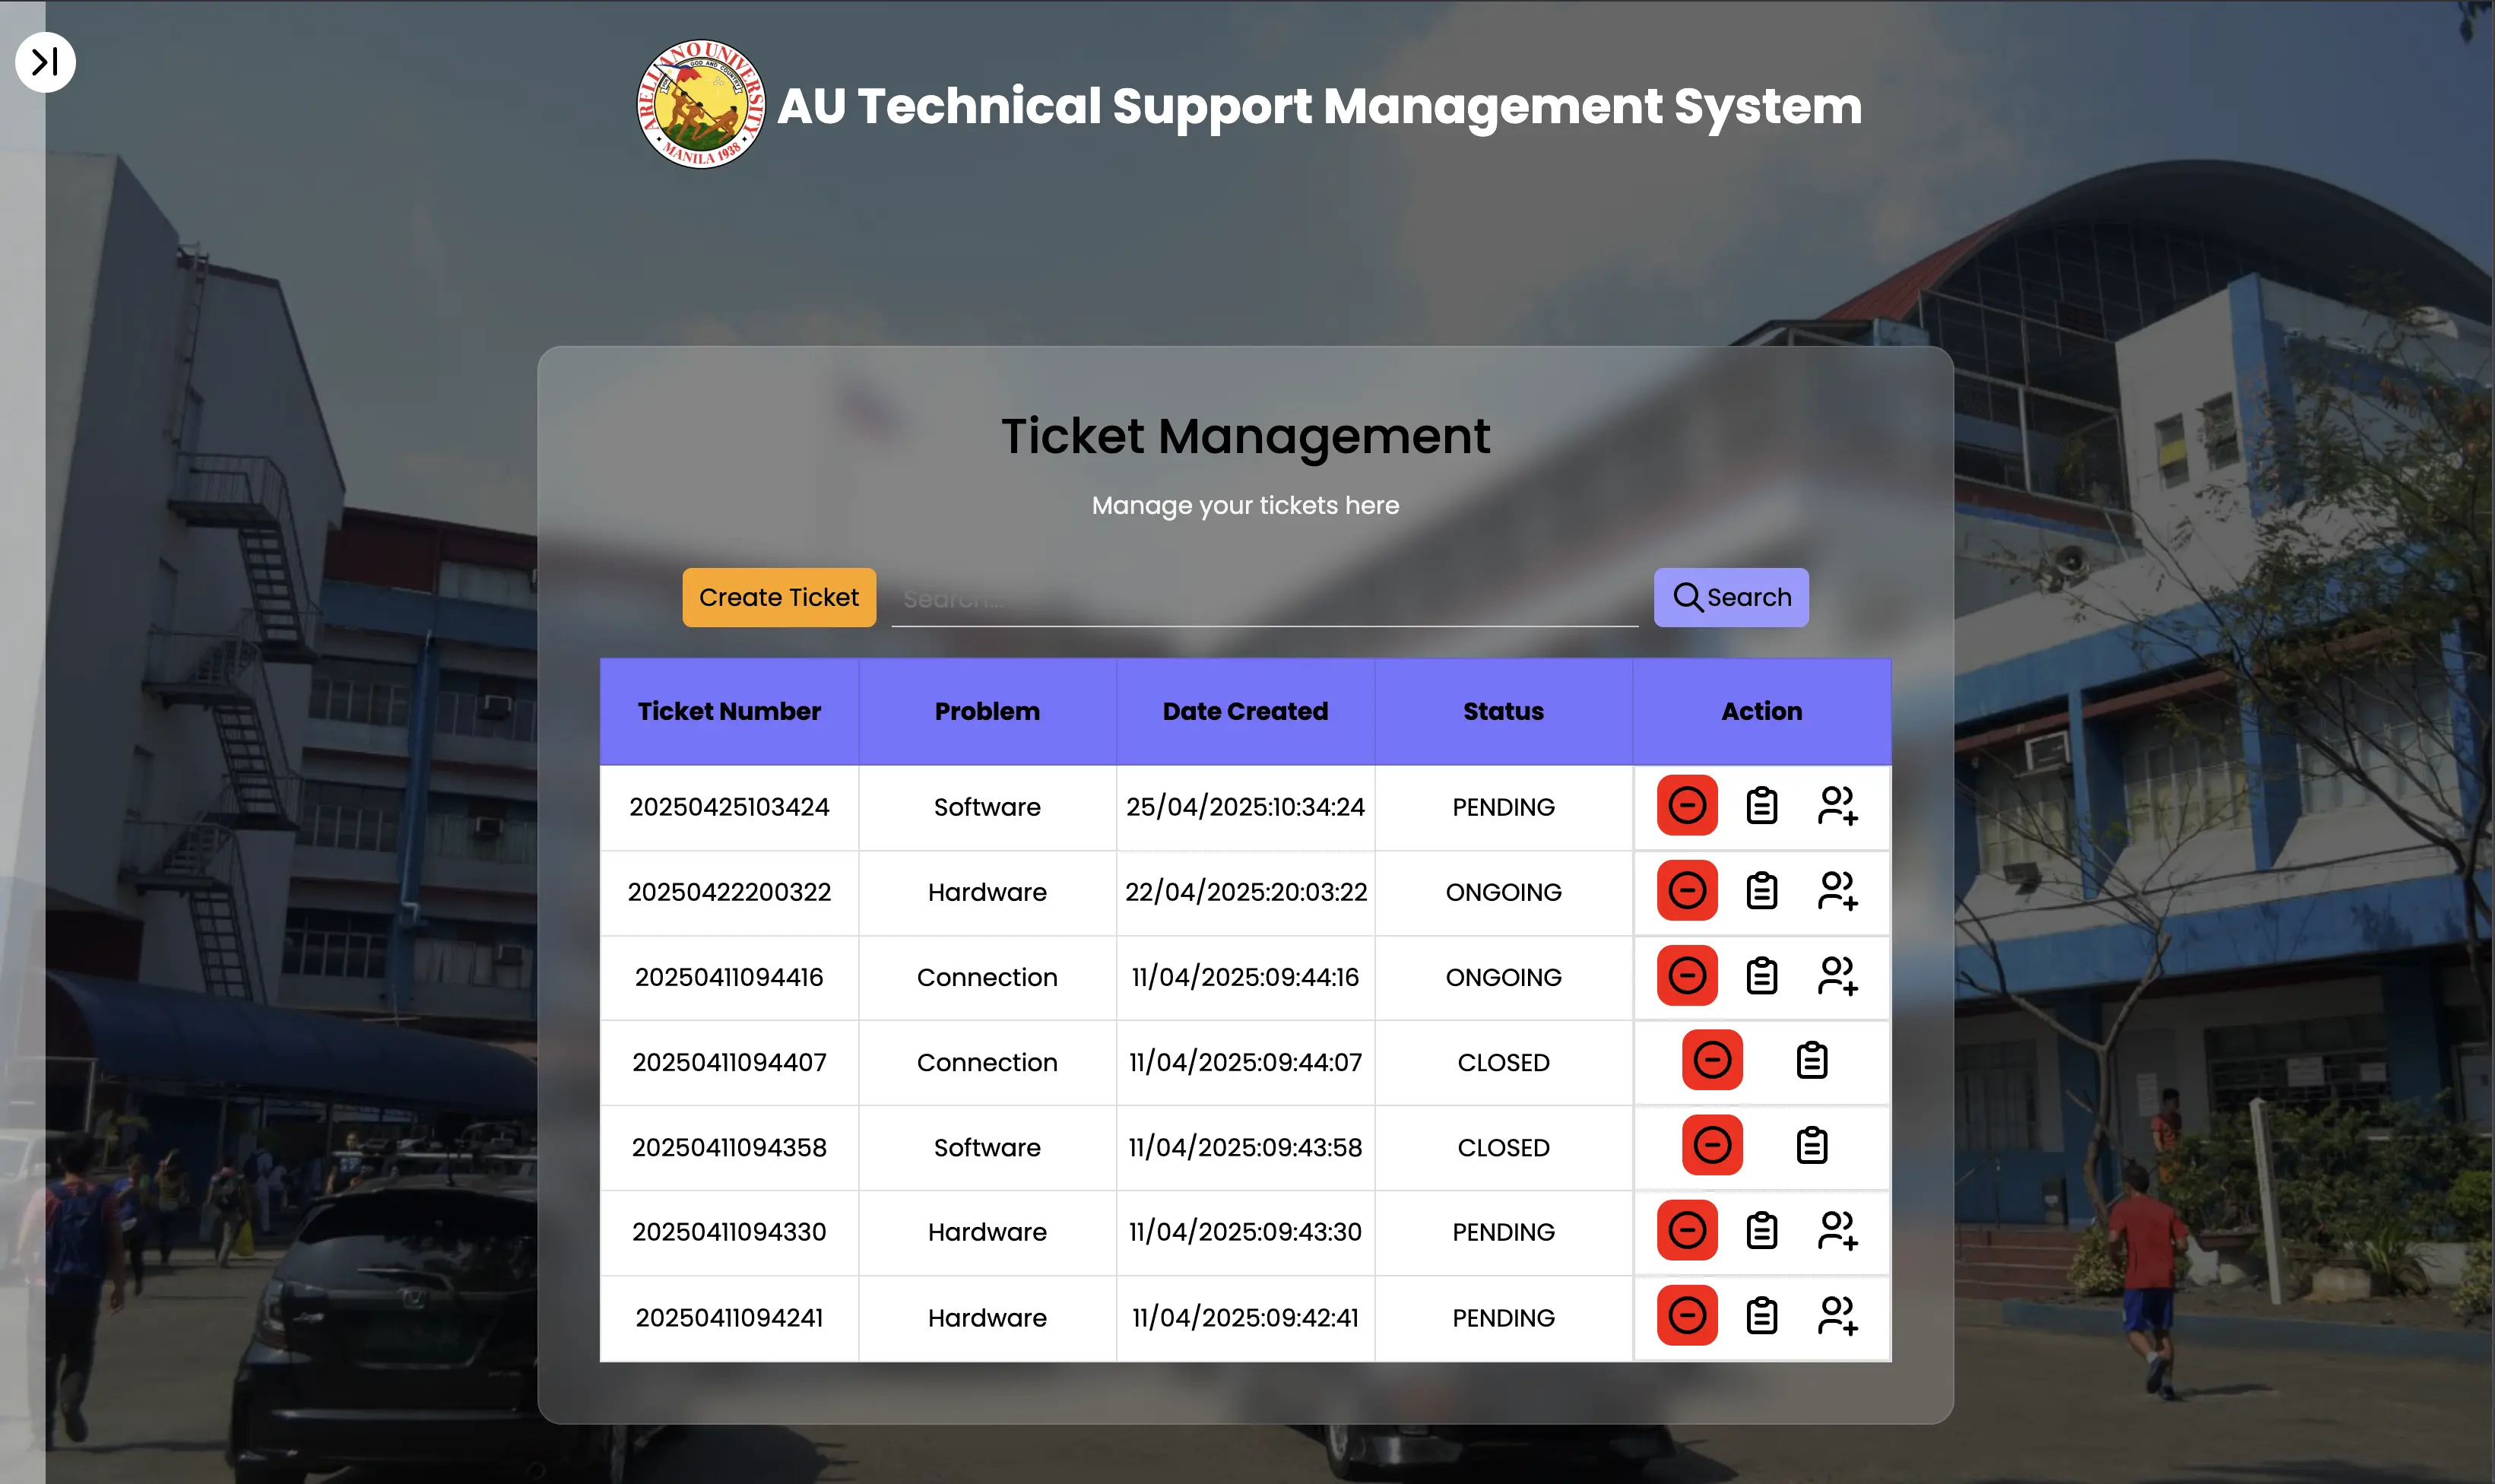 ARELLANO UNIVERSITY
GOD AND COUNTRY
MANILA 1938
AU Technical Support Management System
Ticket Management
Manage your tickets here
Create Ticket Search... Search
Ticket Number Problem Date Created Status Action
20250425103424 Software 25/04/2025:10:34:24 PENDING
20250422200322 Hardware 22/04/2025:20:03:22 ONGOING
20250411094416 Connection 11/04/2025:09:44:16 ONGOING
20250411094407 Connection 11/04/2025:09:44:07 CLOSED
20250411094358 Software 11/04/2025:09:43:58 CLOSED
20250411094330 Hardware 11/04/2025:09:43:30 PENDING
20250411094241 Hardware 11/04/2025:09:42:41 PENDING